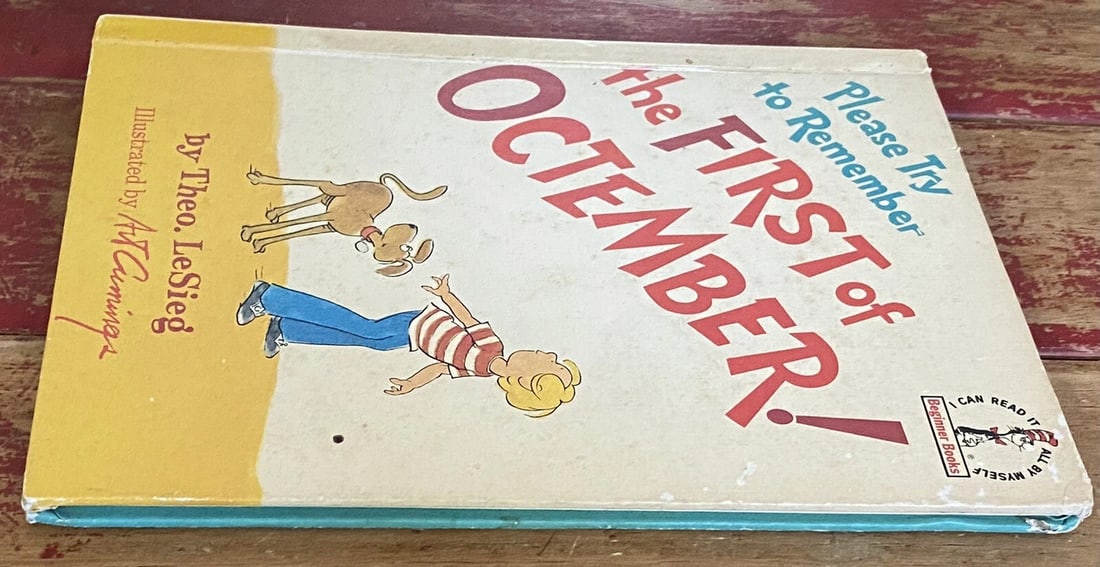 Please Try
to Remember
the FIRST of
OCTEMBER!
by Theo. LeSieg
Illustrated by Art Cumings
I CAN READ IT ALL BY MYSELF
Beginner Books
®